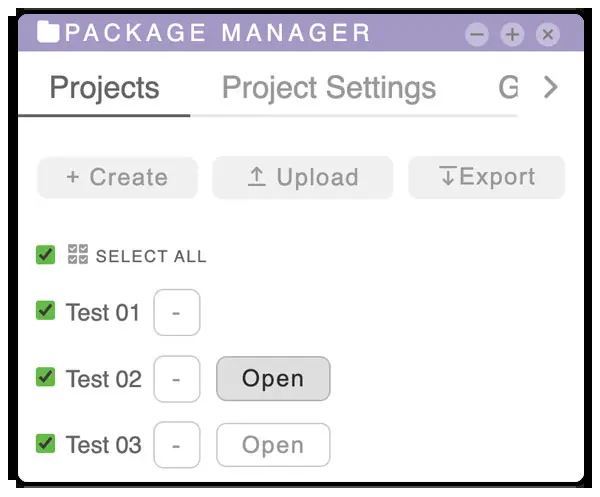 PACKAGE MANAGER
Projects Project Settings G
+ Create Upload Export
SELECT ALL
Test 01 -
Test 02 - Open
Test 03 - Open